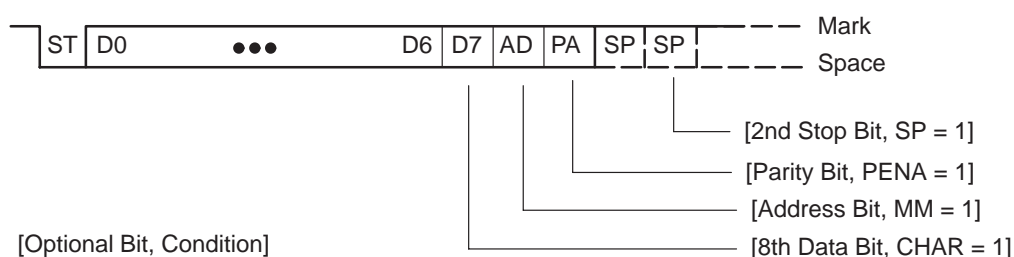 Mark
ST D0 ●●● D6 D7 AD PA SP SP
Space
[2nd Stop Bit, SP = 1]
[Parity Bit, PENA = 1]
[Address Bit, MM = 1]
[Optional Bit, Condition]
[8th Data Bit, CHAR = 1]